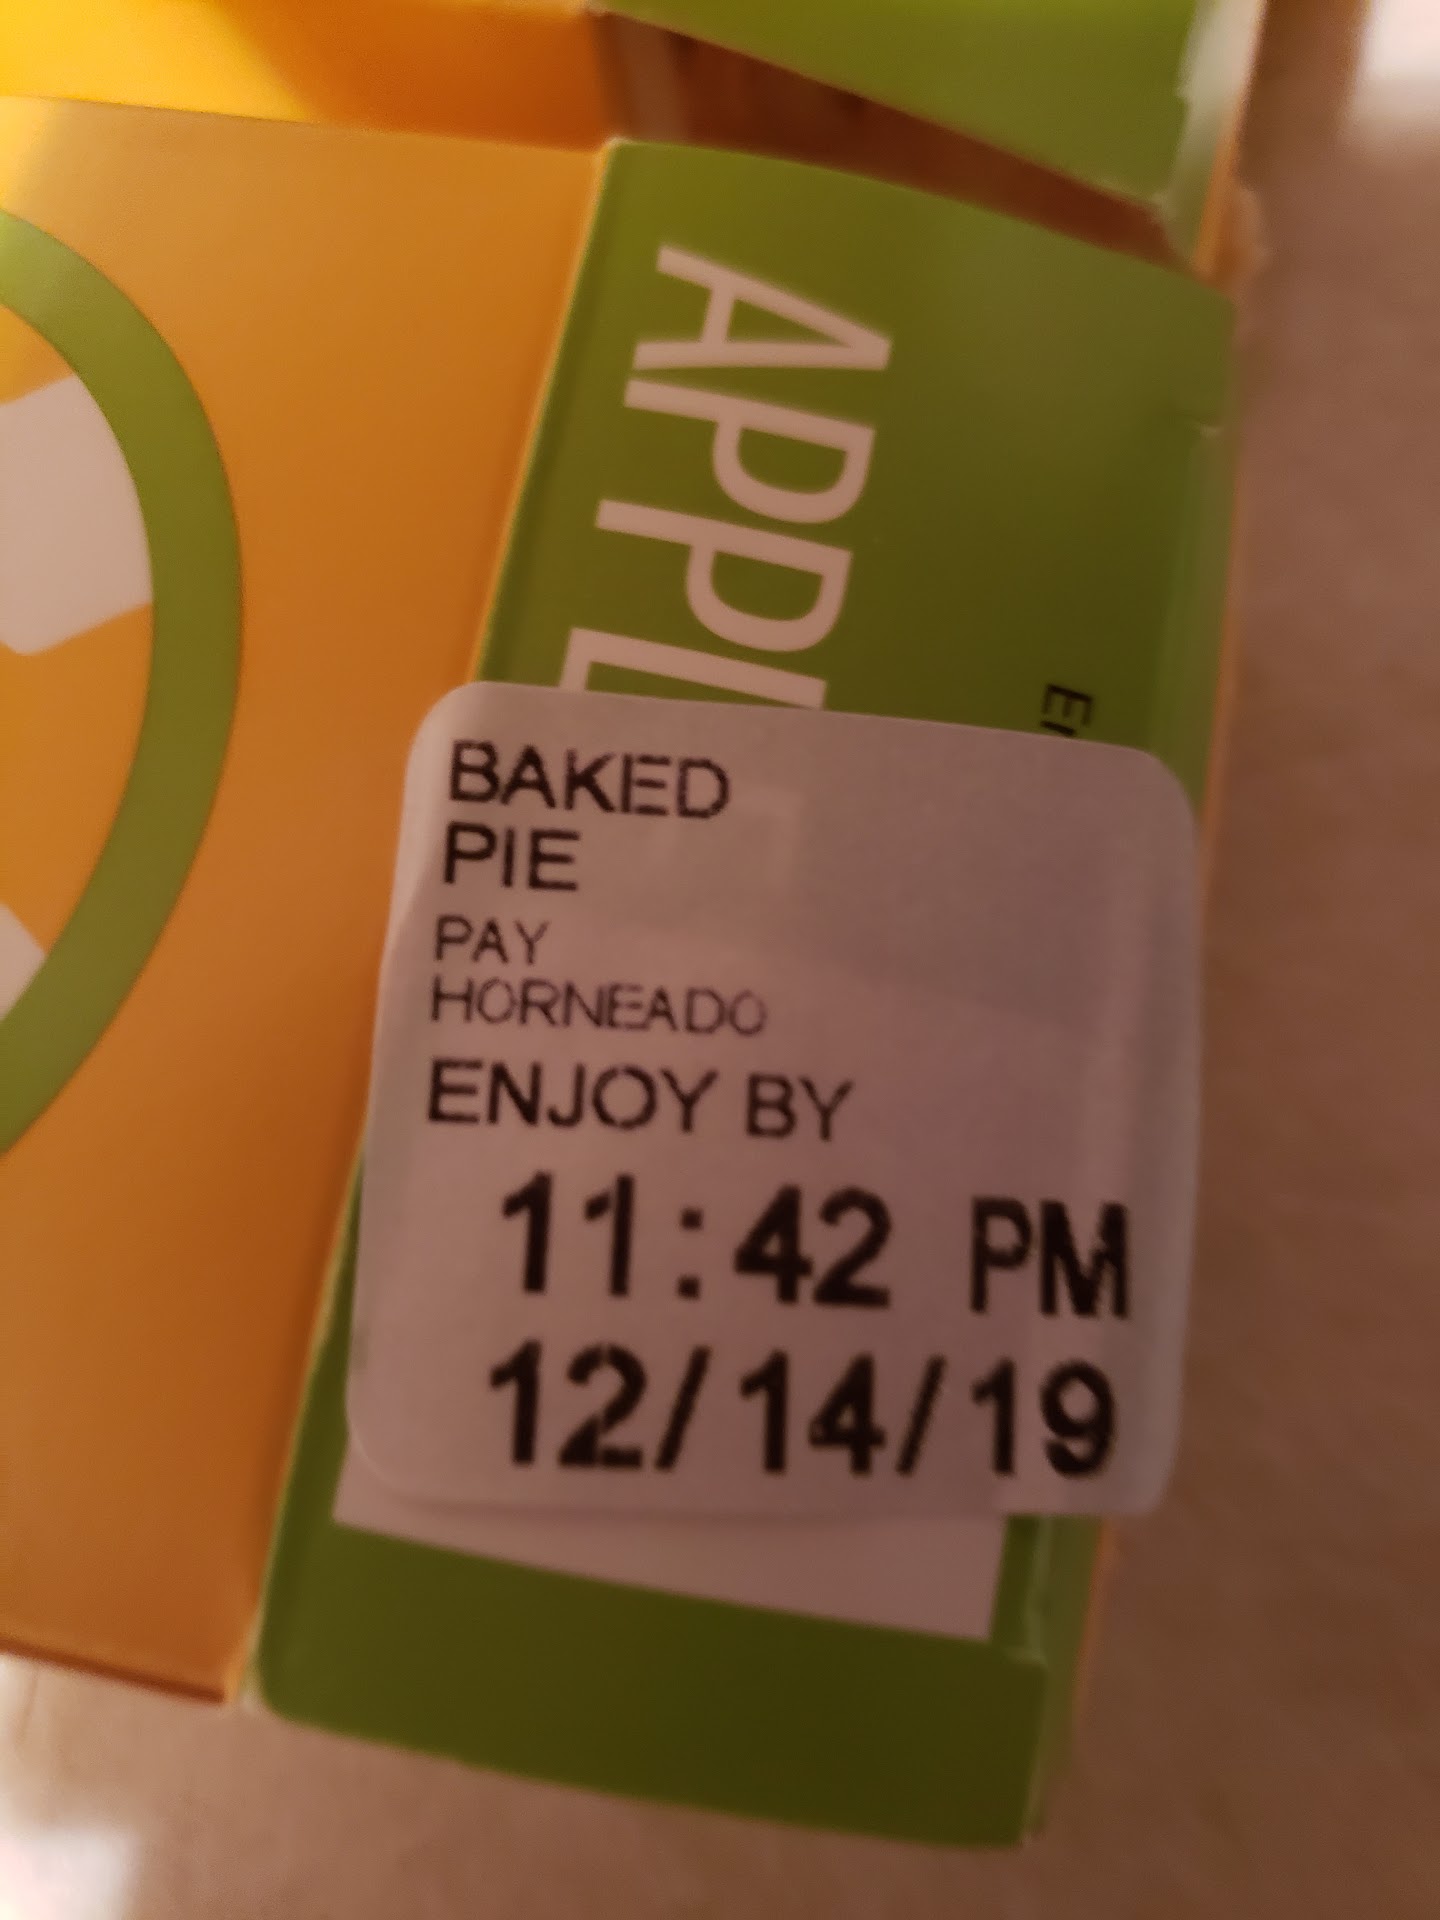 APPL
BAKED
PIE
PAY
HORNEADO
ENJOY BY
11:42 PM
12/14/19